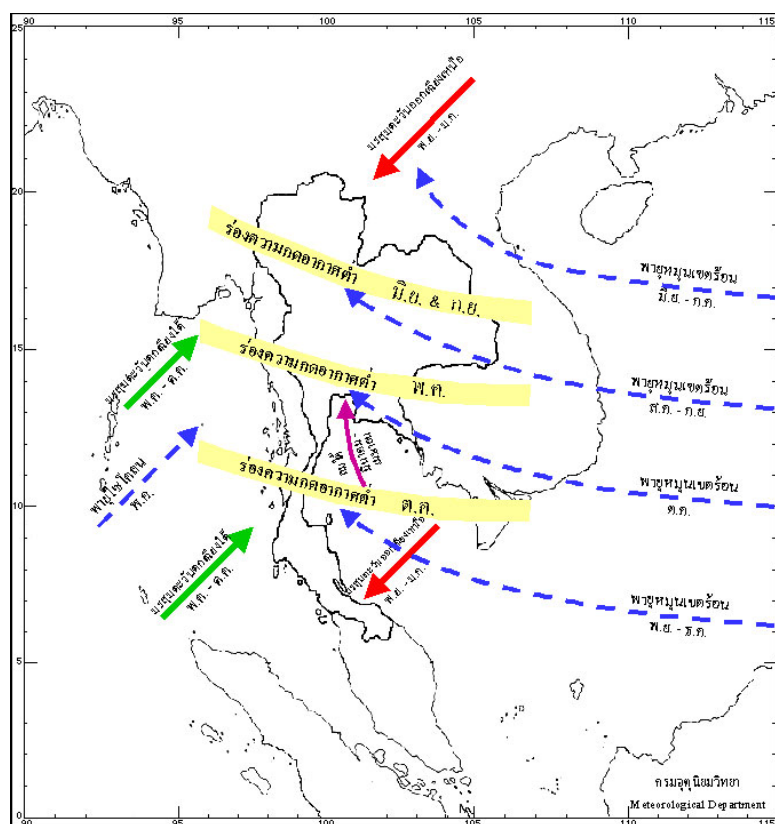 90 95 100 105 110 115
25
20
15
10
5
0
มรสุมตะวันออกเฉียงเหนือ
พ.ย. - ม.ค.
ร่องความกดอากาศต่ำ มิ.ย. & ก.ย.
พายุหมุนเขตร้อน
มิ.ย. - ก.ค.
มรสุมตะวันตกเฉียงใต้
พ.ค. - ต.ค.
ร่องความกดอากาศต่ำ พ.ค.
พายุหมุนเขตร้อน
ส.ค. - ก.ย.
พายุไซโคลน
พ.ค.
ร่องความกดอากาศต่ำ ต.ค.
พายุหมุนเขตร้อน
ต.ค.
มรสุมตะวันตกเฉียงใต้
พ.ค. - ต.ค.
มรสุมตะวันออกเฉียงเหนือ
พ.ย. - ม.ค.
พายุหมุนเขตร้อน
พ.ย. - ธ.ค.
กรมอุตุนิยมวิทยา
Meteorological Department
90 95 100 105 110 115